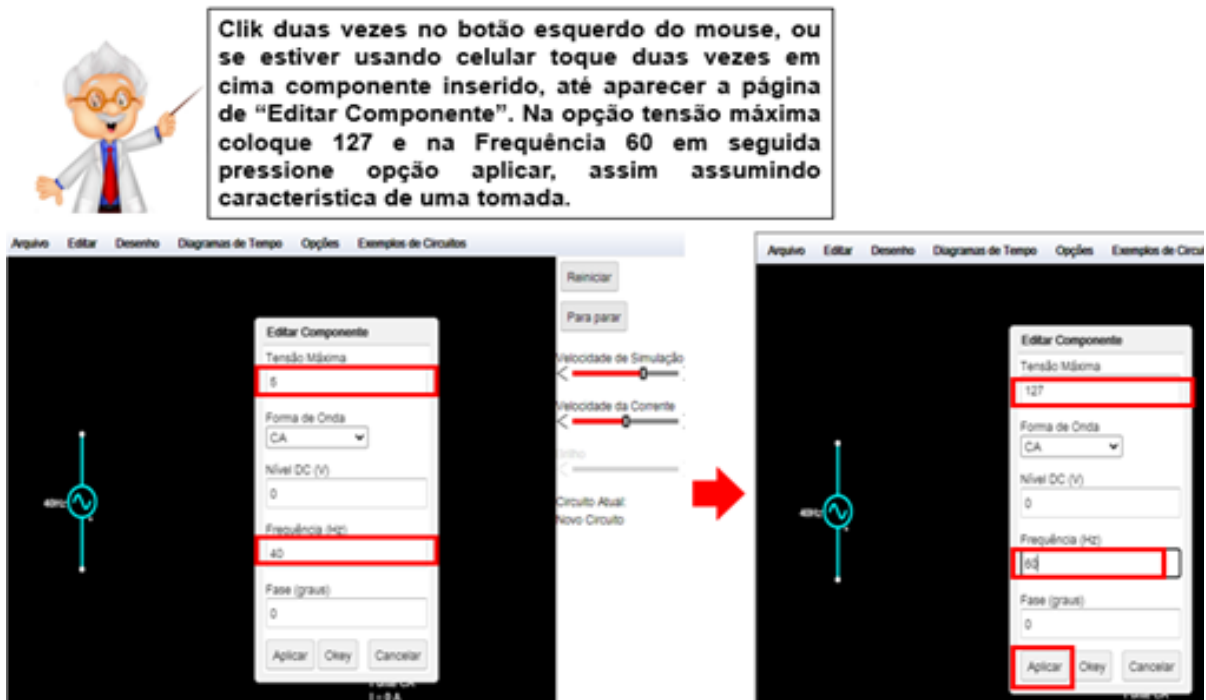 Clik duas vezes no botão esquerdo do mouse, ou
se estiver usando celular toque duas vezes em
cima componente inserido, até aparecer a página
de “Editar Componente”. Na opção tensão máxima
coloque 127 e na Frequência 60 em seguida
pressione opção aplicar, assim assumindo
característica de uma tomada.
Arquivo Editar Desenho Diagramas de Tempo Opções Exemplos de Circuitos
Reiniciar
Para parar
Velocidade de Simulação
Velocidade da Corrente
Brilho
Circuito Atual:
Novo Circuito
Editar Componente
Tensão Máxima
5
Forma de Onda
CA
Nível DC (V)
0
Frequência (Hz)
40
Fase (graus)
0
Aplicar Okey Cancelar
40Hz
I = 0 A
Arquivo Editar Desenho Diagramas de Tempo Opções Exemplos de Circui
Editar Componente
Tensão Máxima
127
Forma de Onda
CA
Nível DC (V)
0
Frequência (Hz)
60
Fase (graus)
0
Aplicar Okey Cancelar
40Hz